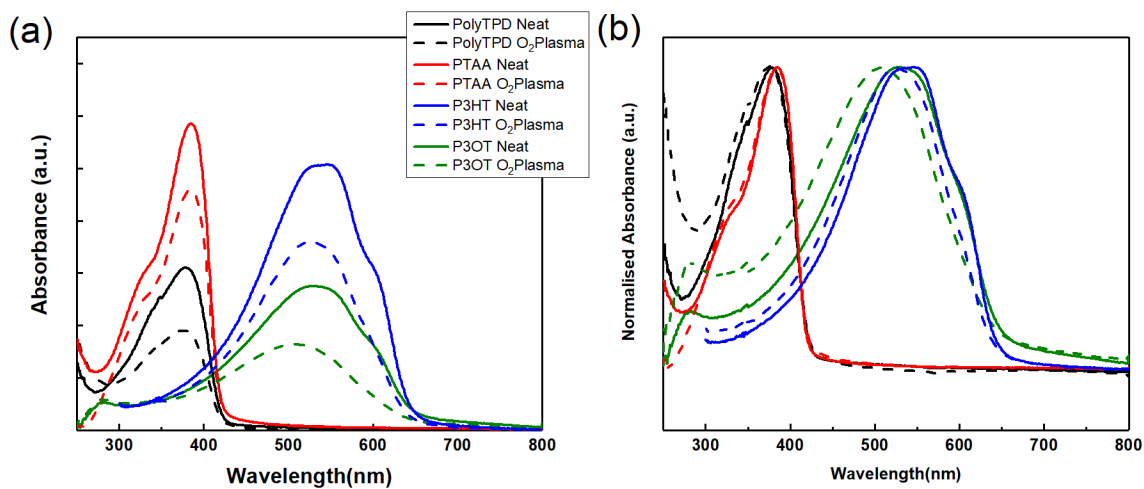 (a)
PolyTPD Neat
PolyTPD O₂Plasma
PTAA Neat
PTAA O₂Plasma
P3HT Neat
P3HT O₂Plasma
P3OT Neat
P3OT O₂Plasma
Absorbance (a.u.)
300 400 500 600 700 800
Wavelength(nm)
(b)
Normalised Absorbance (a.u.)
300 400 500 600 700 800
Wavelength(nm)